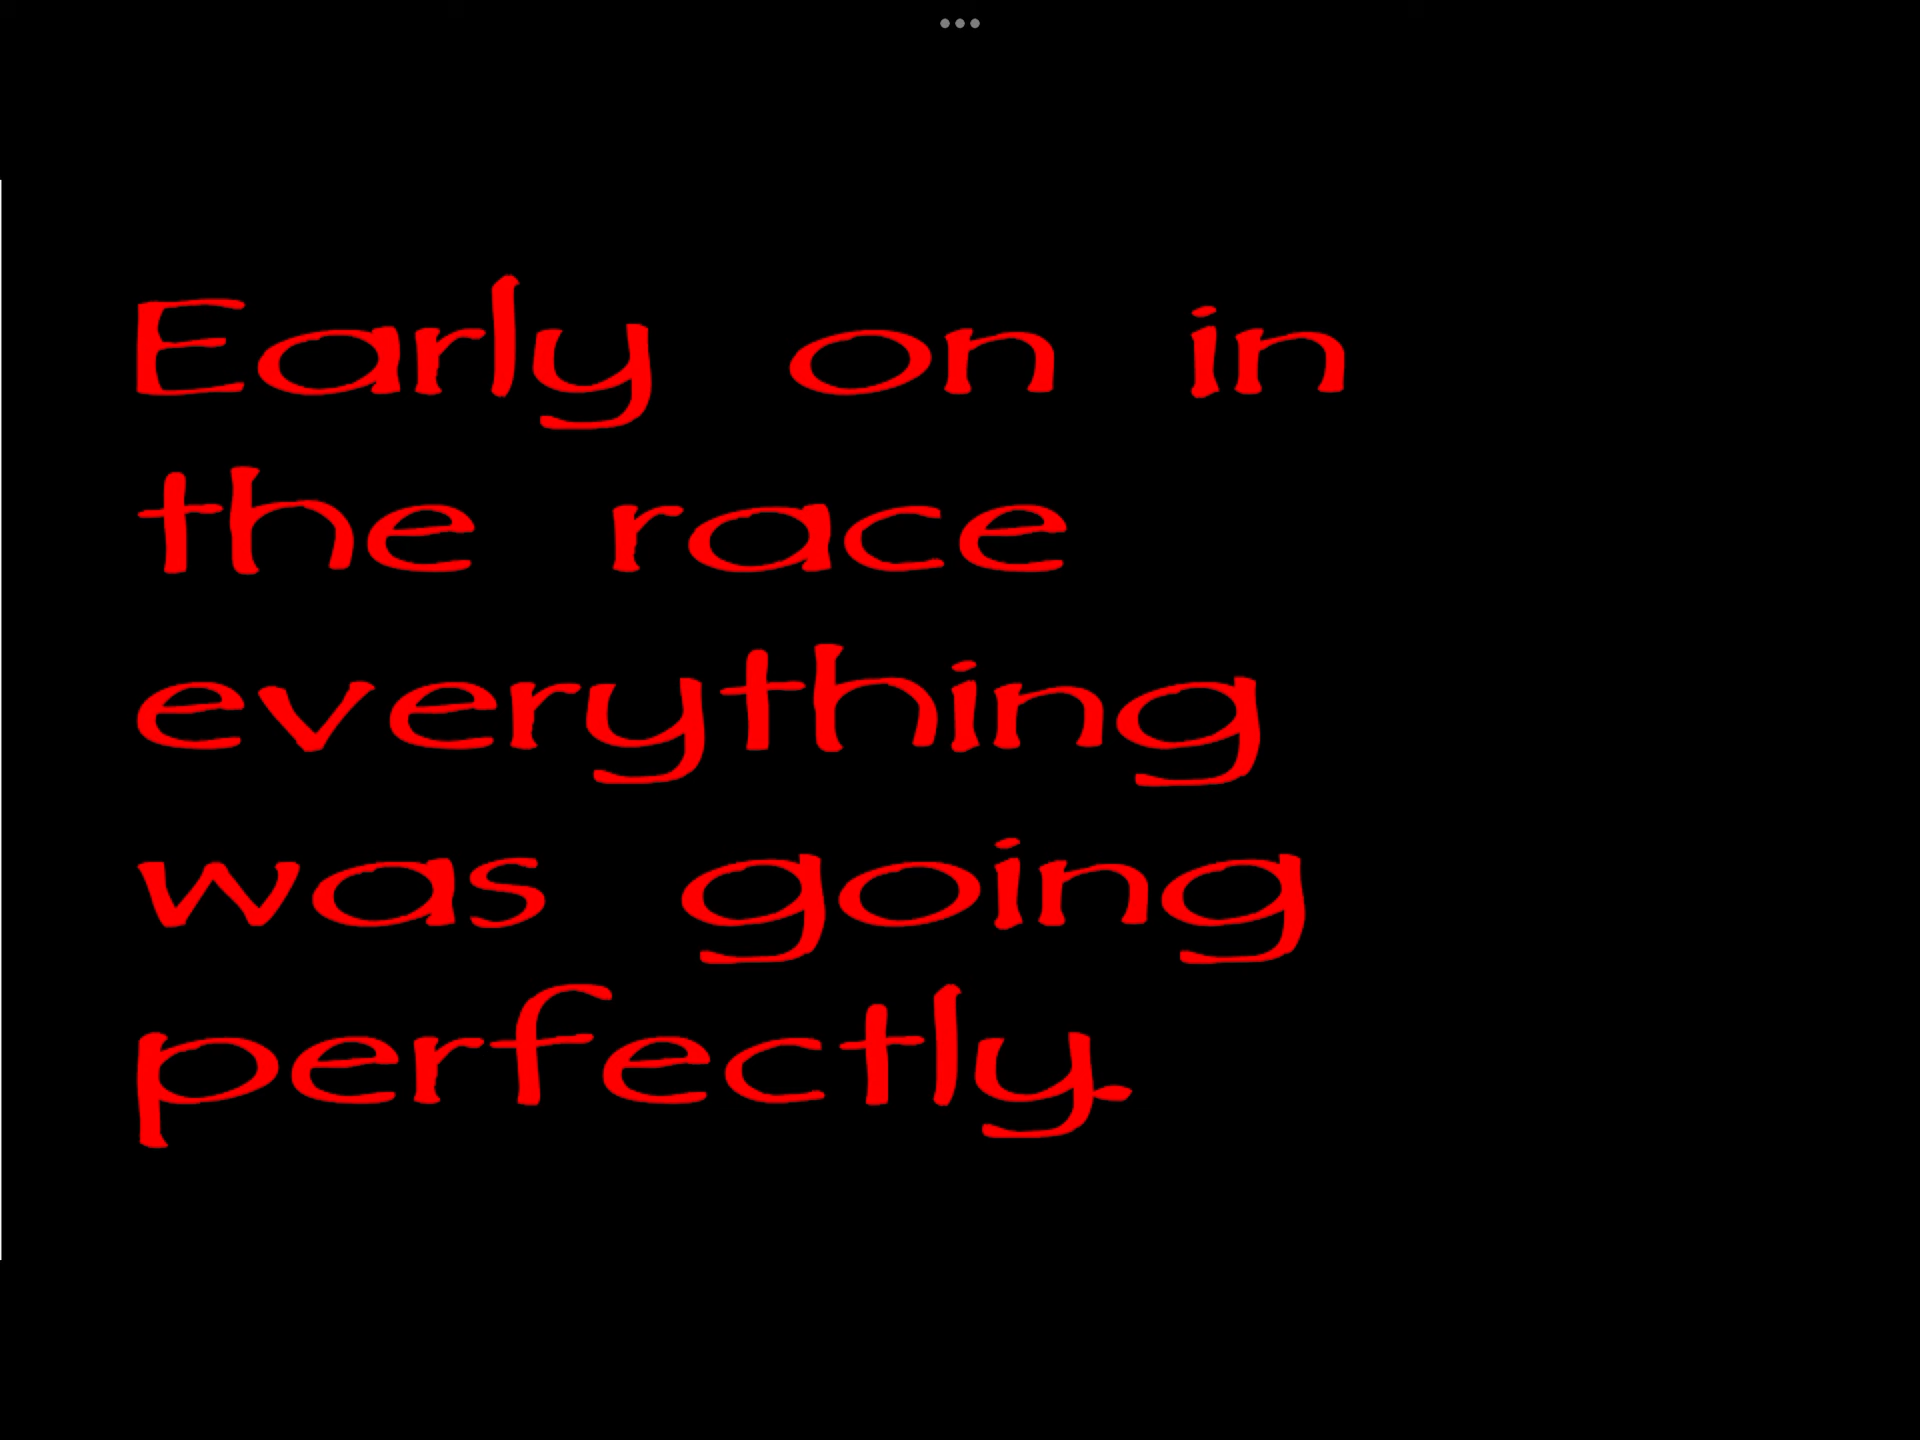 Early on in
the race
everything
was going
perfectly.